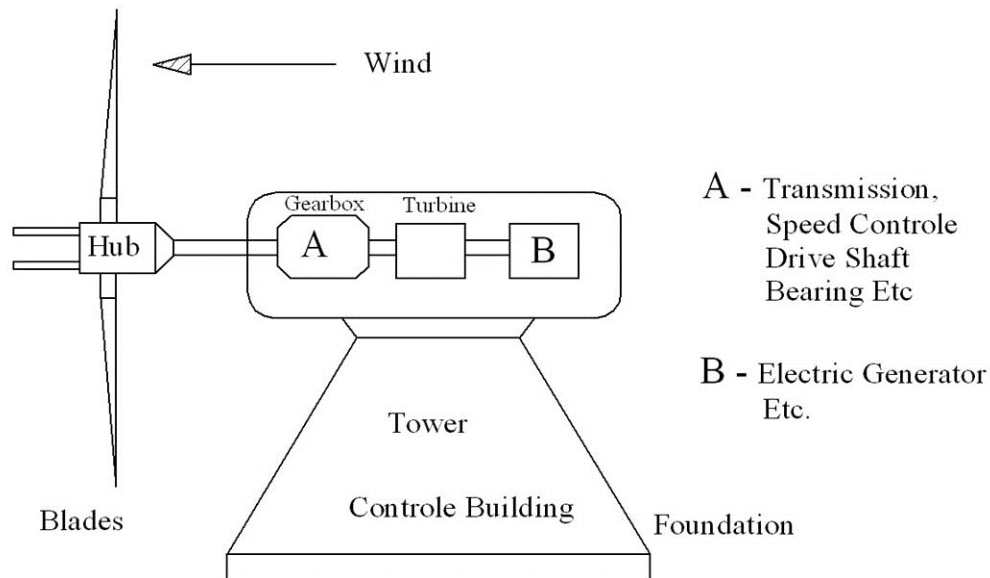 Wind
Gearbox
Turbine
Hub
A
B
A - Transmission,
Speed Controle
Drive Shaft
Bearing Etc
B - Electric Generator
Etc.
Tower
Controle Building
Blades
Foundation